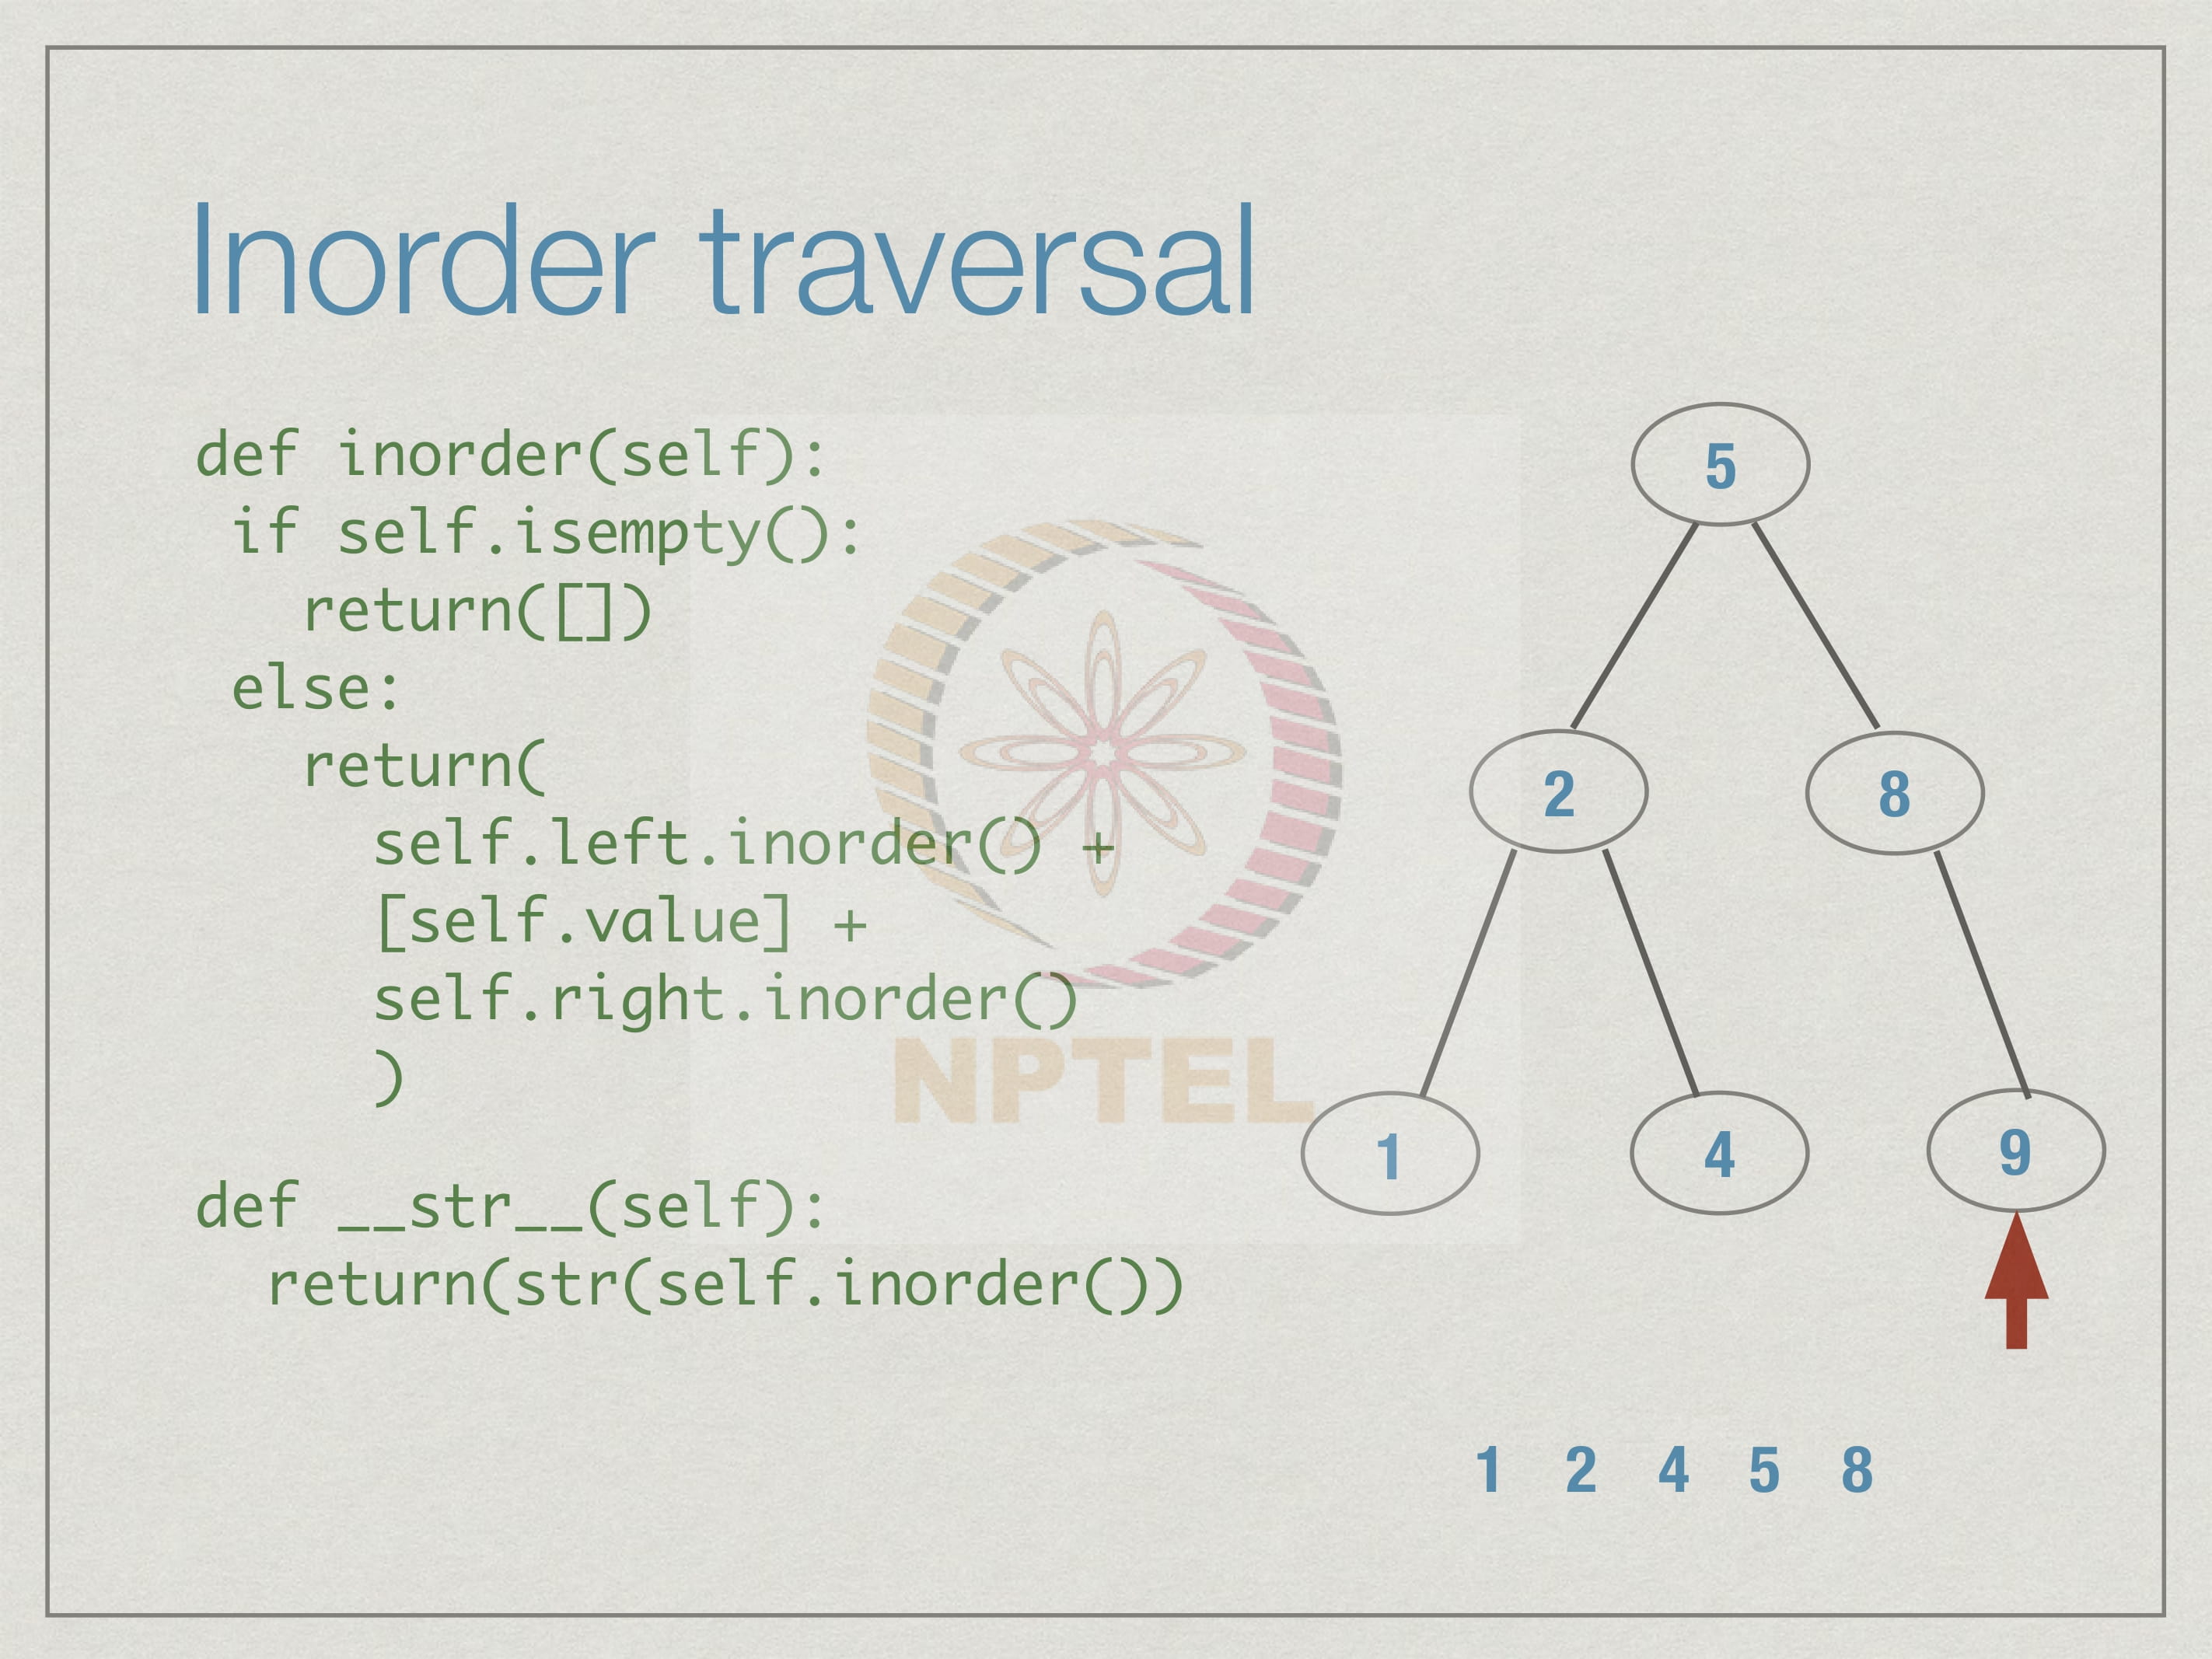 Inorder traversal
def inorder(self):
 if self.isempty():
   return([])
 else:
   return(
     self.left.inorder() +
     [self.value] +
     self.right.inorder()
     )
def __str__(self):
  return(str(self.inorder())
NPTEL
5
2 8
1 4 9
1 2 4 5 8